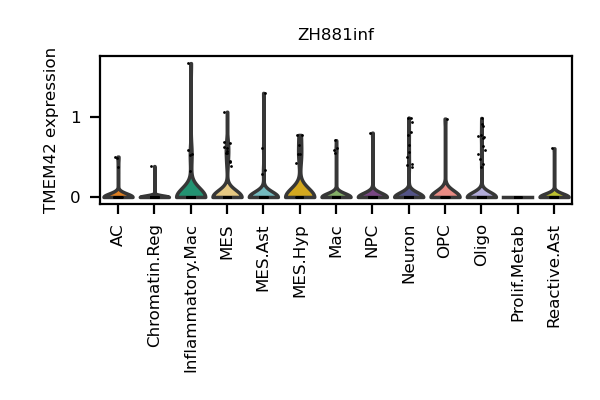 ZH881inf
TMEM42 expression
1
0
AC
Chromatin.Reg
Inflammatory.Mac
MES
MES.Ast
MES.Hyp
Mac
NPC
Neuron
OPC
Oligo
Prolif.Metab
Reactive.Ast